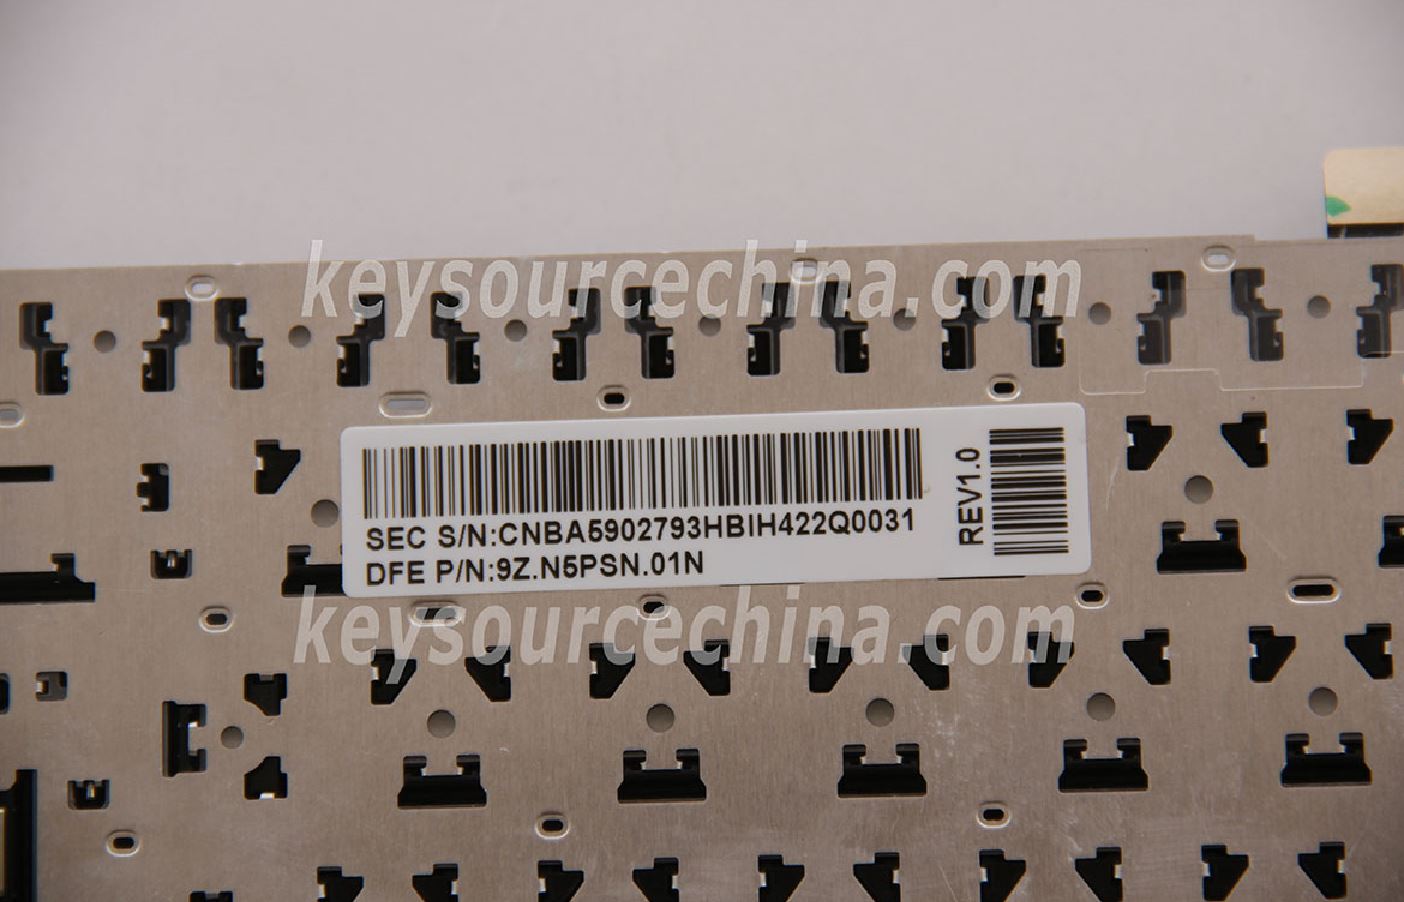 keysourcechina.com
SEC S/N:CNBA5902793HBIH422Q0031
DFE P/N:9Z.N5PSN.01N
REV1.0
keysourcechina.com